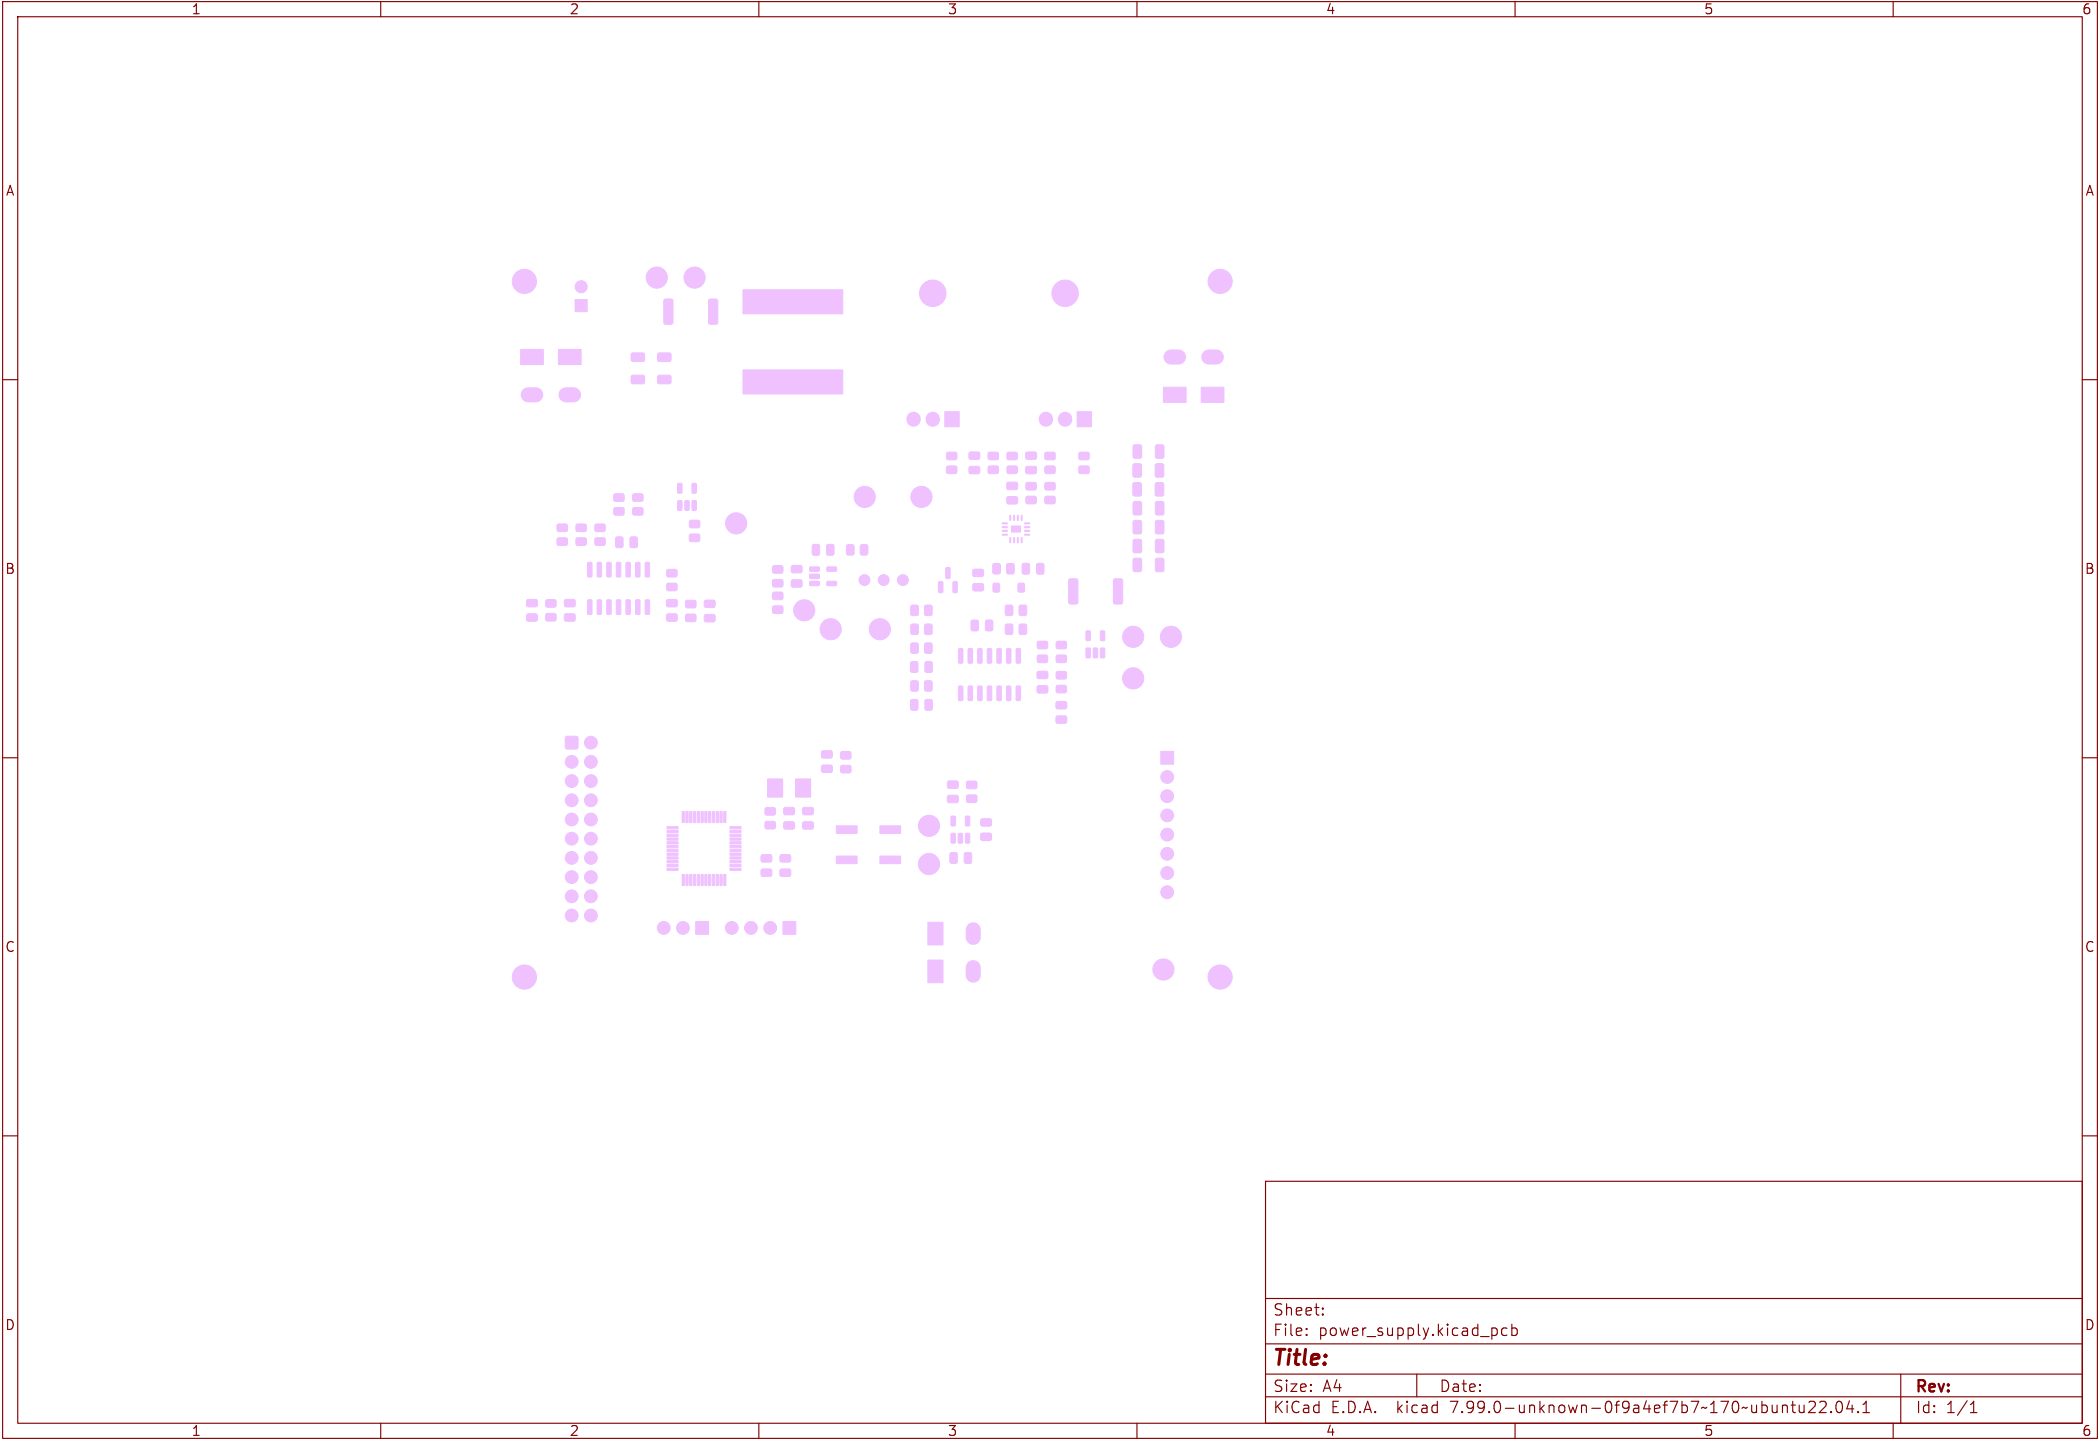 1 2 3 4 5 6
A A
B B
C C
D D
Sheet:
File: power_supply.kicad_pcb
Title:
Size: A4 Date: Rev:
KiCad E.D.A. kicad 7.99.0-unknown-0f9a4ef7b7~170~ubuntu22.04.1 Id: 1/1
1 2 3 4 5 6